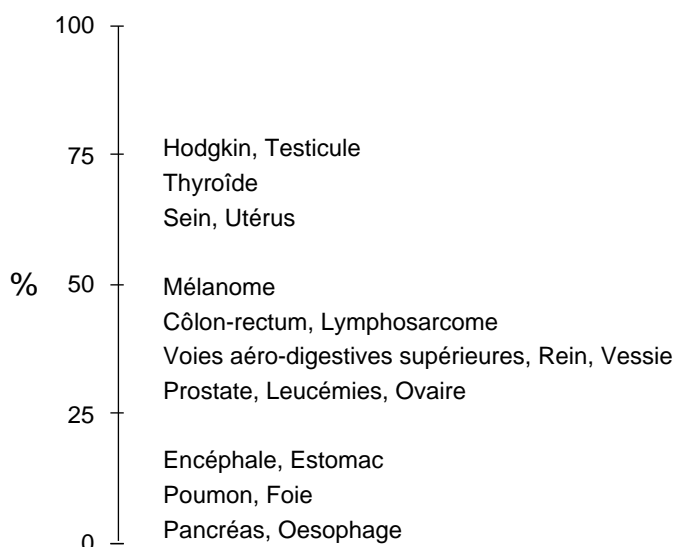 100
75 Hodgkin, Testicule
Thyroîde
Sein, Utérus
% 50 Mélanome
Côlon-rectum, Lymphosarcome
Voies aéro-digestives supérieures, Rein, Vessie
Prostate, Leucémies, Ovaire
25
Encéphale, Estomac
Poumon, Foie
Pancréas, Oesophage
0